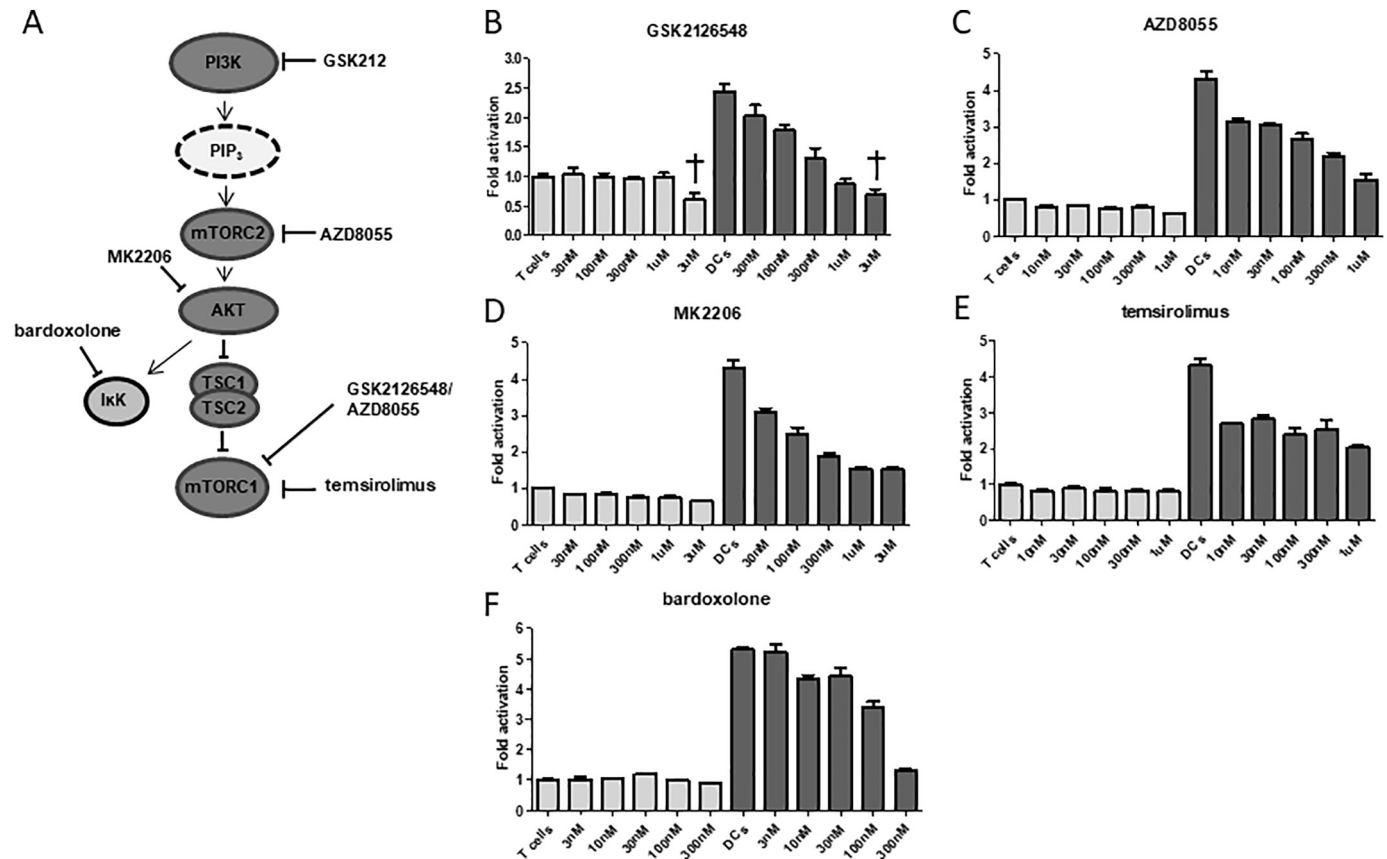 A
PI3K
GSK212
PIP3
mTORC2
AZD8055
MK2206
AKT
bardoxolone
IκK
TSC1
TSC2
GSK2126548/
AZD8055
mTORC1
temsirolimus
B
GSK2126548
Fold activation
3.0
2.5
2.0
1.5
1.0
0.5
0.0
†
†
T cells
30nM
100nM
300nM
1uM
3uM
DCs
30nM
100nM
300nM
1uM
3uM
C
AZD8055
Fold activation
5
4
3
2
1
0
T cells
10nM
30nM
100nM
300nM
1uM
DCs
10nM
30nM
100nM
300nM
1uM
D
MK2206
Fold activation
5
4
3
2
1
0
T cells
30nM
100nM
300nM
1uM
3uM
DCs
30nM
100nM
300nM
1uM
3uM
E
temsirolimus
Fold activation
5
4
3
2
1
0
T cells
10nM
30nM
100nM
300nM
1uM
DCs
10nM
30nM
100nM
300nM
1uM
F
bardoxolone
Fold activation
6
5
4
3
2
1
0
T cells
3nM
10nM
30nM
100nM
300nM
DCs
3nM
10nM
30nM
100nM
300nM